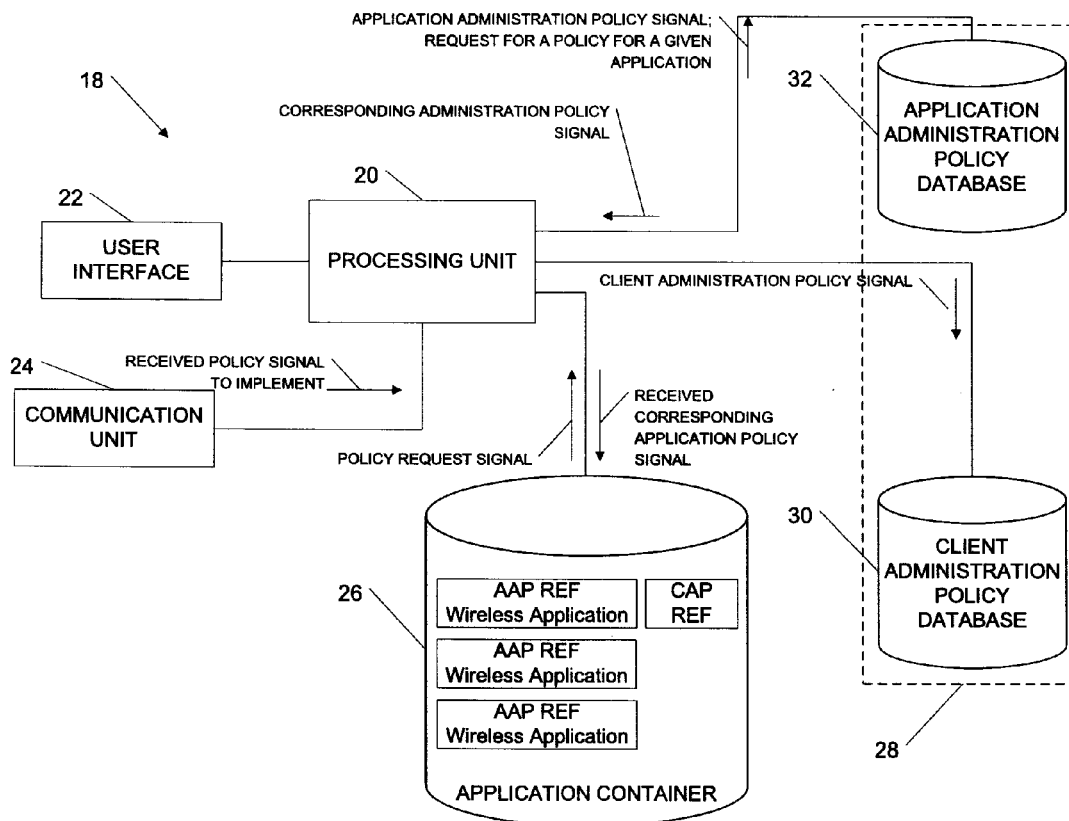 APPLICATION ADMINISTRATION POLICY SIGNAL;
REQUEST FOR A POLICY FOR A GIVEN
APPLICATION
18
32
CORRESPONDING ADMINISTRATION POLICY
SIGNAL
APPLICATION
ADMINISTRATION
POLICY
DATABASE
20
22
USER
INTERFACE
PROCESSING UNIT
CLIENT ADMINISTRATION POLICY SIGNAL
24
RECEIVED POLICY SIGNAL
TO IMPLEMENT
COMMUNICATION
UNIT
POLICY REQUEST SIGNAL
RECEIVED
CORRESPONDING
APPLICATION POLICY
SIGNAL
30
CLIENT
ADMINISTRATION
POLICY
DATABASE
26
AAP REF
Wireless Application
CAP
REF
AAP REF
Wireless Application
AAP REF
Wireless Application
APPLICATION CONTAINER
28